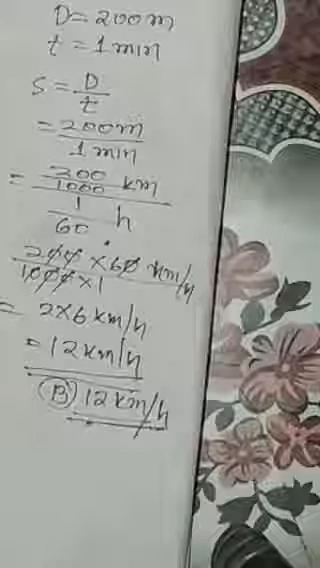 D = 200m
t = 1 min
S = D/t
= 200m / 1 min
= 200/1000 km / 1/60 h
200 × 60 km/h / 1000 × 1
= 2×6 km/h
= 12 km/h
(B) 12 km/h